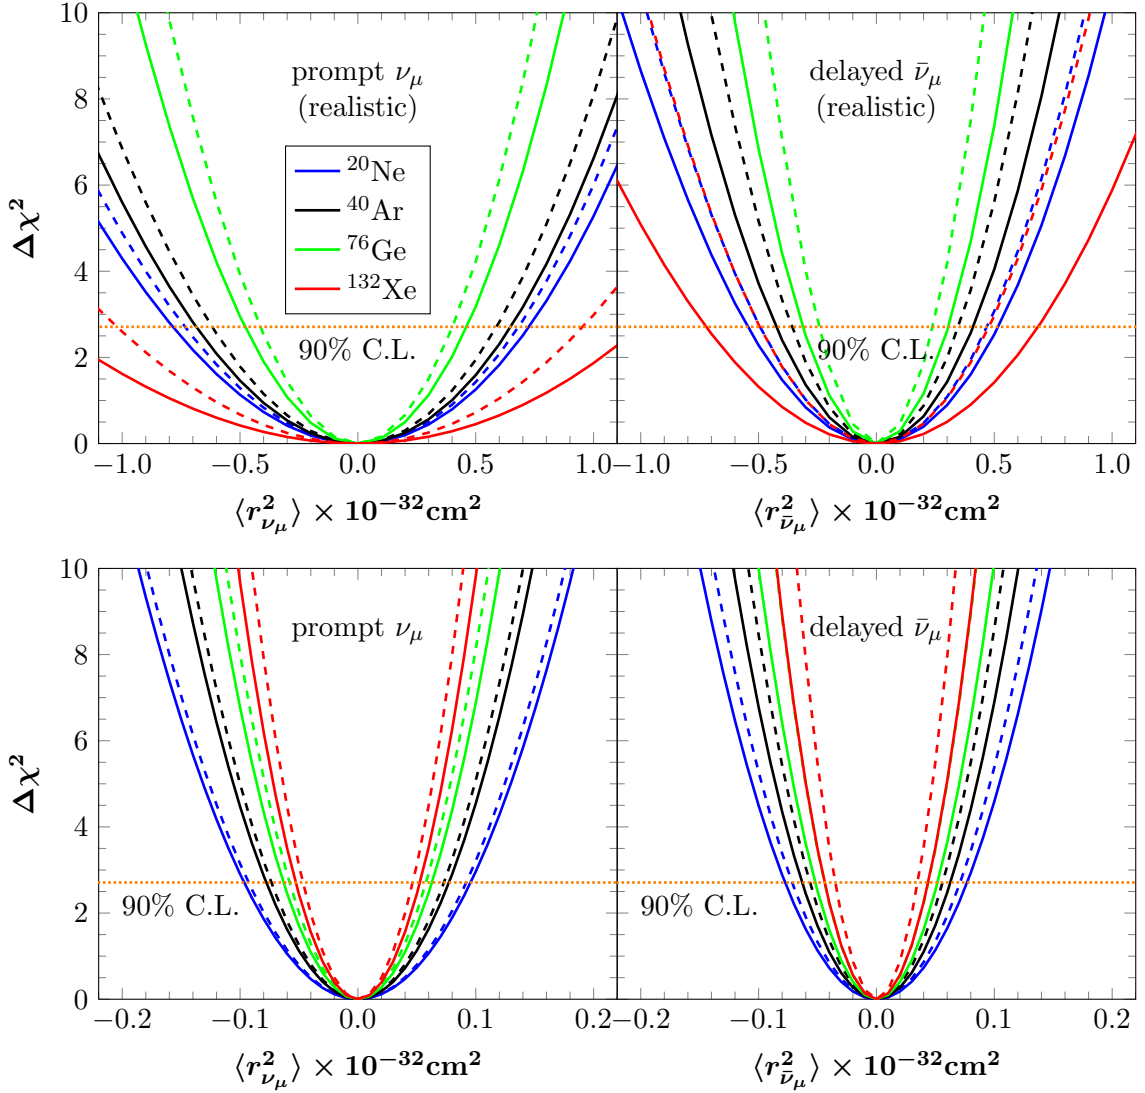 10
8
6
4
2
0
Δχ²
prompt νμ
(realistic)
²⁰Ne
⁴⁰Ar
⁷⁶Ge
¹³²Xe
90% C.L.
delayed ν̄μ
(realistic)
90% C.L.
−1.0 −0.5 0.0 0.5 1.0 −1.0 −0.5 0.0 0.5 1.0
⟨r²νμ⟩ × 10⁻³²cm² ⟨r²ν̄μ⟩ × 10⁻³²cm²
10
8
6
4
2
0
Δχ²
prompt νμ
90% C.L.
delayed ν̄μ
90% C.L.
−0.2 −0.1 0.0 0.1 0.2 −0.2 −0.1 0.0 0.1 0.2
⟨r²νμ⟩ × 10⁻³²cm² ⟨r²ν̄μ⟩ × 10⁻³²cm²